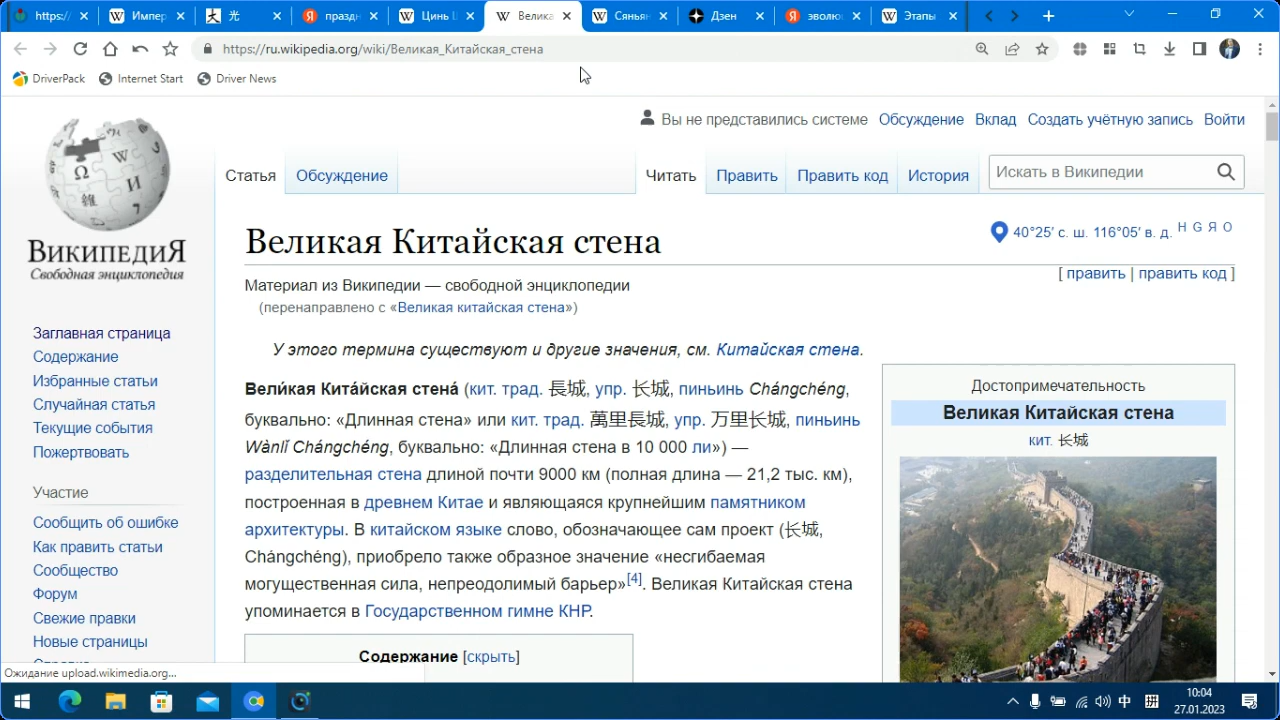 https:/
Импер
光
праздн
Цинь Ц
Велика
Сяньян
Дзен
эволю
Этапы
https://ru.wikipedia.org/wiki/Великая_Китайская_стена
DriverPack
Internet Start
Driver News
Вы не представились системе Обсуждение Вклад Создать учётную запись Войти
Статья Обсуждение Читать Править Править код История Искать в Википедии
ВикипедиЯ
Свободная энциклопедия
Заглавная страница
Содержание
Избранные статьи
Случайная статья
Текущие события
Пожертвовать
Участие
Сообщить об ошибке
Как править статьи
Сообщество
Форум
Свежие правки
Новые страницы
Великая Китайская стена
40°25′ с. ш. 116°05′ в. д. H G Я O
[ править | править код ]
Материал из Википедии — свободной энциклопедии
(перенаправлено с «Великая китайская стена»)
У этого термина существуют и другие значения, см. Китайская стена.
Вели́кая Кита́йская стена́ (кит. трад. 長城, упр. 长城, пиньинь Chángchéng,
буквально: «Длинная стена» или кит. трад. 萬里長城, упр. 万里长城, пиньинь
Wànlǐ Chángchéng, буквально: «Длинная стена в 10 000 ли») —
разделительная стена длиной почти 9000 км (полная длина — 21,2 тыс. км),
построенная в древнем Китае и являющаяся крупнейшим памятником
архитектуры. В китайском языке слово, обозначающее сам проект (长城,
Chángchéng), приобрело также образное значение «несгибаемая
могущественная сила, непреодолимый барьер»[4]. Великая Китайская стена
упоминается в Государственном гимне КНР.
Содержание [скрыть]
Достопримечательность
Великая Китайская стена
кит. 长城
Ожидание upload.wikimedia.org...
中
拼
10:04
27.01.2023